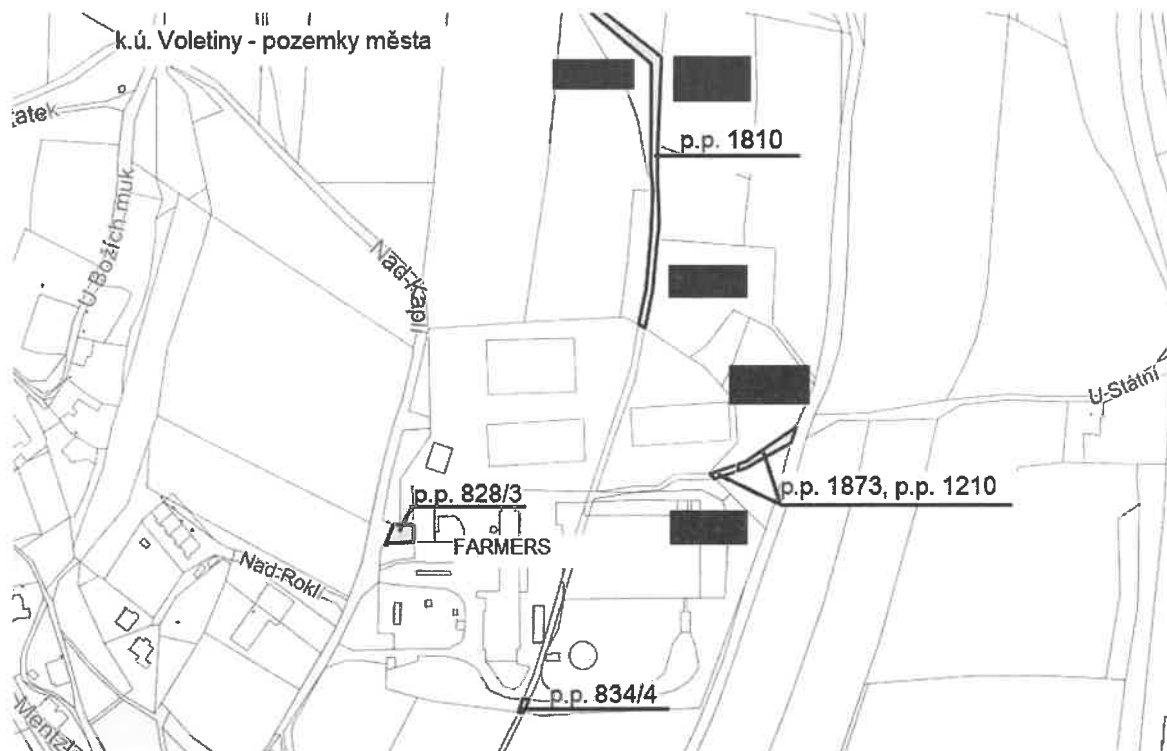 k.ú. Voletiny - pozemky města
p.p. 1810
U Božích muk
Nad Kaplí
U Státní
p.p. 828/3
p.p. 1873, p.p. 1210
FARMERS
Nad Roklí
p.p. 834/4